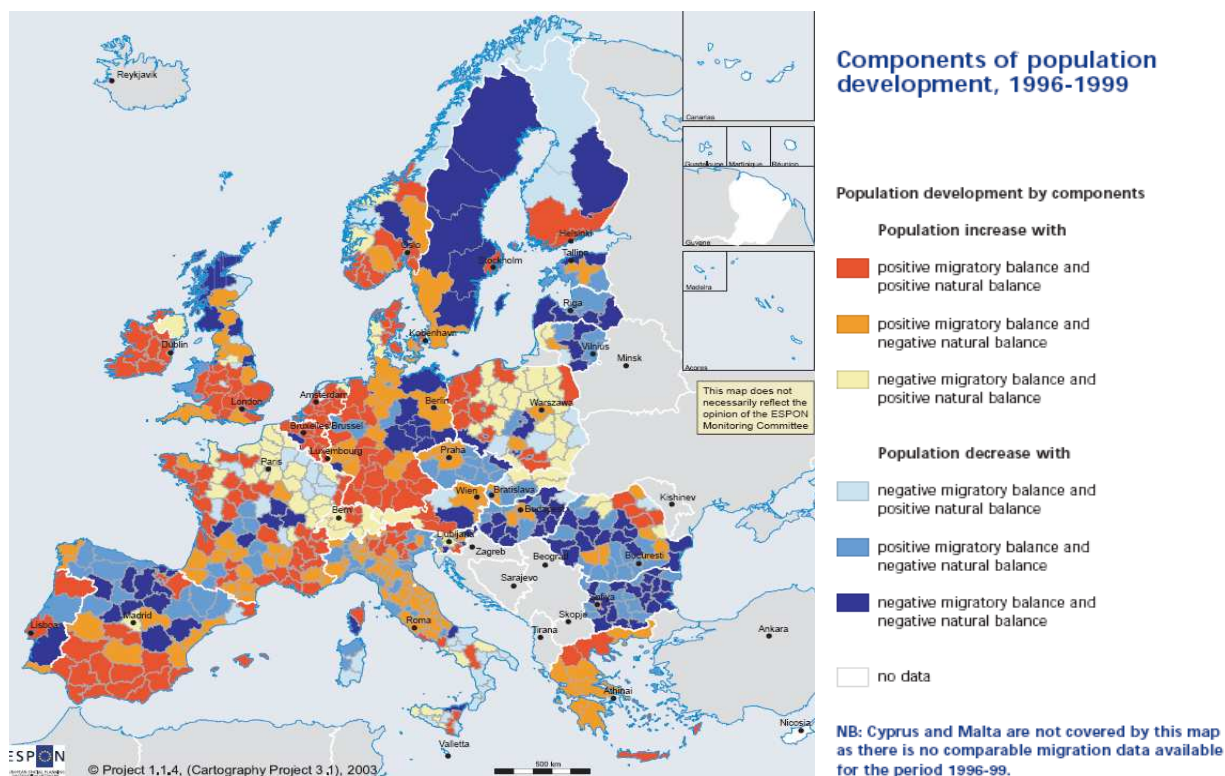 Reykjavik
Canarias
Guadeloupe
Martinique
Réunion
Guyane
Madeira
Acores
Oslo
Helsinki
Tallinn
Stockholm
Riga
København
Dublin
Vilnius
Minsk
This map does not
necessarily reflect the
opinion of the ESPON
Monitoring Committee
Amsterdam
London
Berlin
Warszawa
Bruxelles/Brussel
Luxembourg
Praha
Paris
Kishinev
Wien
Bratislava
Bern
Budapest
Ljubljana
Zagreb
Beograd
Bucuresti
Sarajevo
Sofiya
Skopje
Madrid
Lisboa
Roma
Tirana
Ankara
Athinai
Nicosia
Valletta
ESPON
© Project 1,1,4, (Cartography Project 3 ,1), 2003
500 km
Components of population
development, 1996-1999
Population development by components
Population increase with
positive migratory balance and
positive natural balance
positive migratory balance and
negative natural balance
negative migratory balance and
positive natural balance
Population decrease with
negative migratory balance and
positive natural balance
positive migratory balance and
negative natural balance
negative migratory balance and
negative natural balance
no data
NB: Cyprus and Malta are not covered by this map
as there is no comparable migration data available
for the period 1996-99.